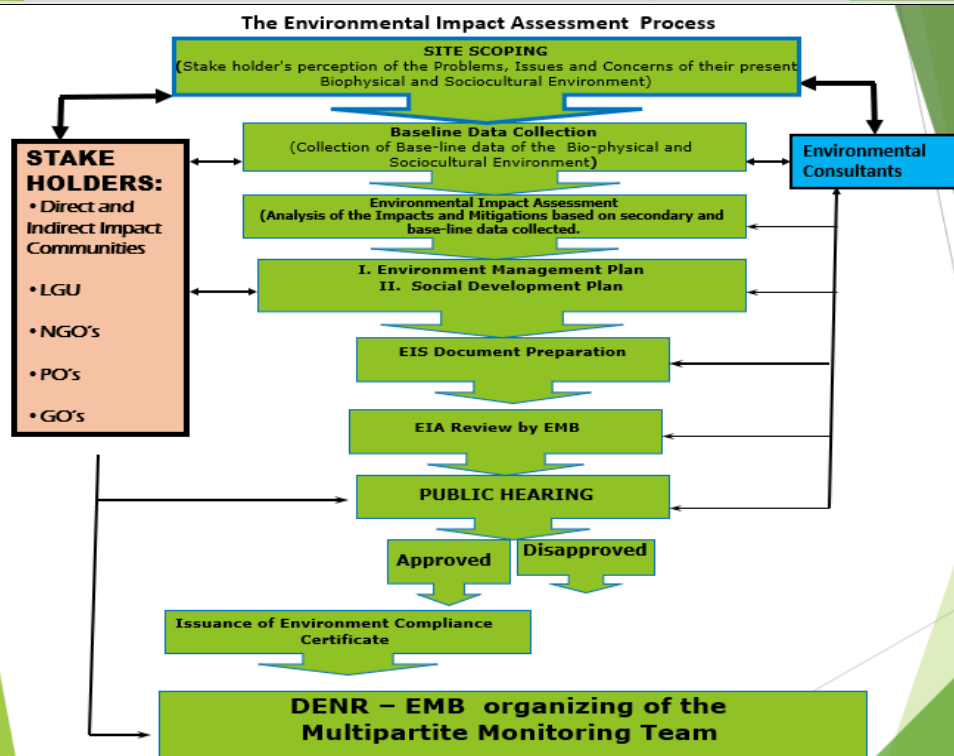 The Environmental Impact Assessment Process
SITE SCOPING
(Stake holder's perception of the Problems, Issues and Concerns of their present
Biophysical and Sociocultural Environment)
Baseline Data Collection
(Collection of Base-line data of the Bio-physical and
Sociocultural Environment)
STAKE
HOLDERS:
• Direct and
Indirect Impact
Communities
• LGU
• NGO's
• PO's
• GO's
Environmental
Consultants
Environmental Impact Assessment
(Analysis of the Impacts and Mitigations based on secondary and
base-line data collected.
I. Environment Management Plan
II. Social Development Plan
EIS Document Preparation
EIA Review by EMB
PUBLIC HEARING
Approved
Disapproved
Issuance of Environment Compliance
Certificate
DENR – EMB organizing of the
Multipartite Monitoring Team